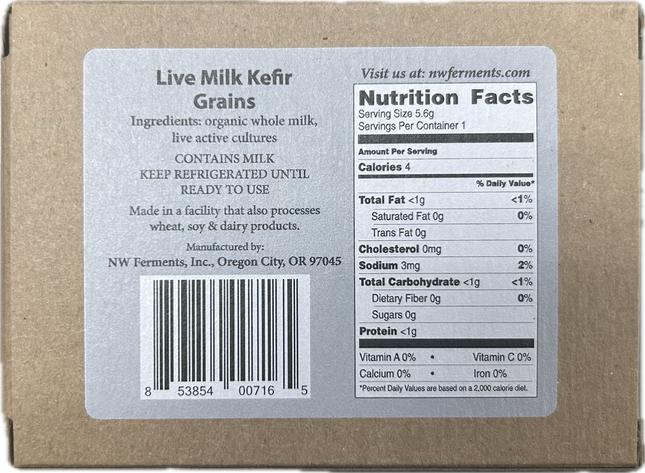 Live Milk Kefir
Grains
Ingredients: organic whole milk,
live active cultures
CONTAINS MILK
KEEP REFRIGERATED UNTIL
READY TO USE
Made in a facility that also processes
wheat, soy & dairy products.
Manufactured by:
NW Ferments, Inc., Oregon City, OR 97045
8 53854 00716 5
Visit us at: nwferments.com
Nutrition Facts
Serving Size 5.6g
Servings Per Container 1
Amount Per Serving
Calories 4
% Daily Value*
Total Fat <1g <1%
Saturated Fat 0g 0%
Trans Fat 0g
Cholesterol 0mg 0%
Sodium 3mg 2%
Total Carbohydrate <1g <1%
Dietary Fiber 0g 0%
Sugars 0g
Protein <1g
Vitamin A 0% • Vitamin C 0%
Calcium 0% • Iron 0%
*Percent Daily Values are based on a 2,000 calorie diet.